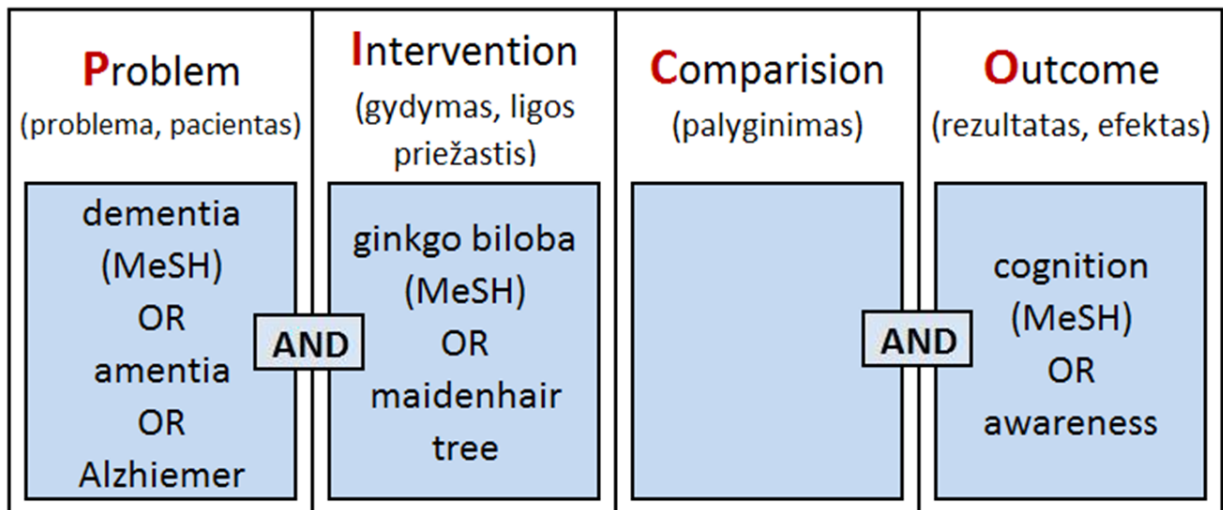 Problem
(problema, pacientas)
dementia
(MeSH)
OR
amentia
OR
Alzhiemer
AND
Intervention
(gydymas, ligos
priežastis)
ginkgo biloba
(MeSH)
OR
maidenhair
tree
Comparision
(palyginimas)
AND
Outcome
(rezultatas, efektas)
cognition
(MeSH)
OR
awareness